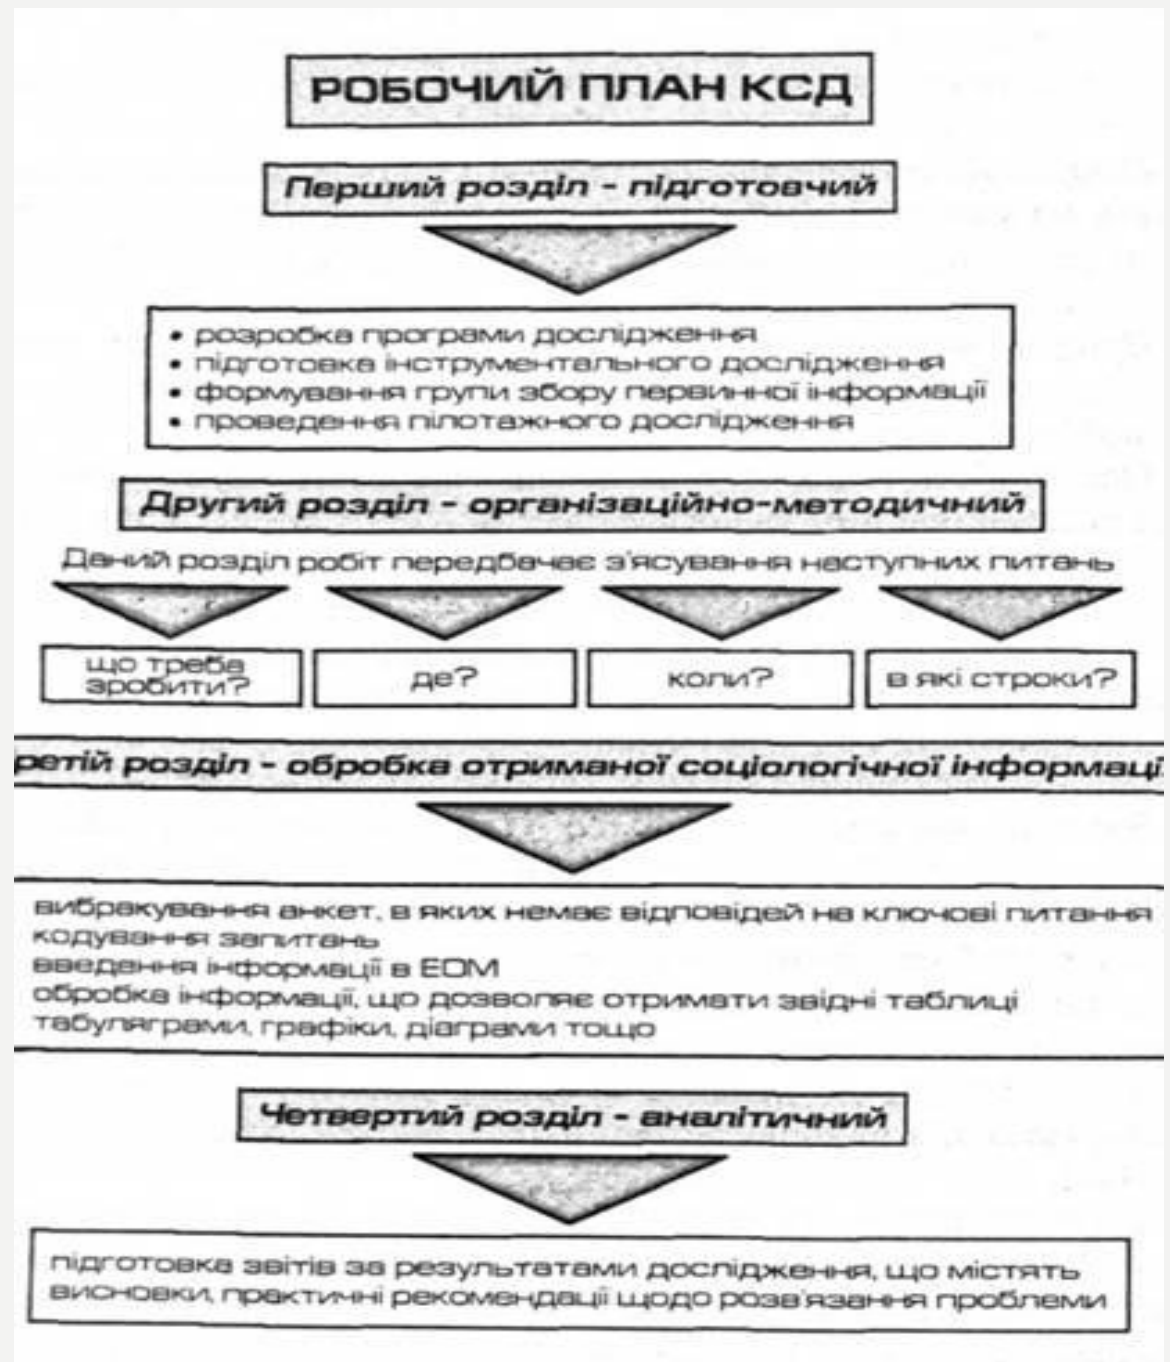 РОБОЧИЙ ПЛАН КСД
Перший розділ - підготовчий
• розробка програми дослідження
• підготовка інструментального дослідження
• формування групи збору первинної інформації
• проведення пілотажного дослідження
Другий розділ - організаційно-методичний
Даний розділ робіт передбачає з'ясування наступних питань
що треба
зробити?
де?
коли?
в які строки?
ретій розділ - обробка отриманої соціологічної інформаці
вибракування анкет, в яких немає відповідей на ключові питання
кодування запитань
введення інформації в ЕОМ
обробка інформації, що дозволяє отримати звідні таблиці
табуляграми, графіки, діаграми тощо
Четвертий розділ - аналітичний
підготовка звітів за результатами дослідження, що містять
висновки, практичні рекомендації щодо розв'язання проблеми